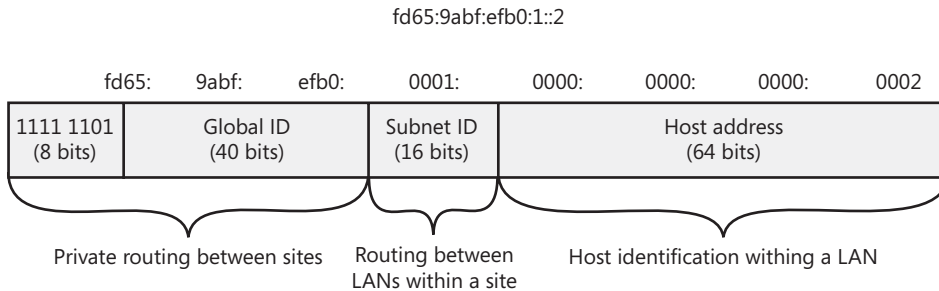 fd65:9abf:efb0:1::2
fd65: 9abf: efb0: 0001: 0000: 0000: 0000: 0002
1111 1101 Global ID Subnet ID Host address
(8 bits) (40 bits) (16 bits) (64 bits)
Private routing between sites Routing between Host identification withing a LAN
LANs within a site